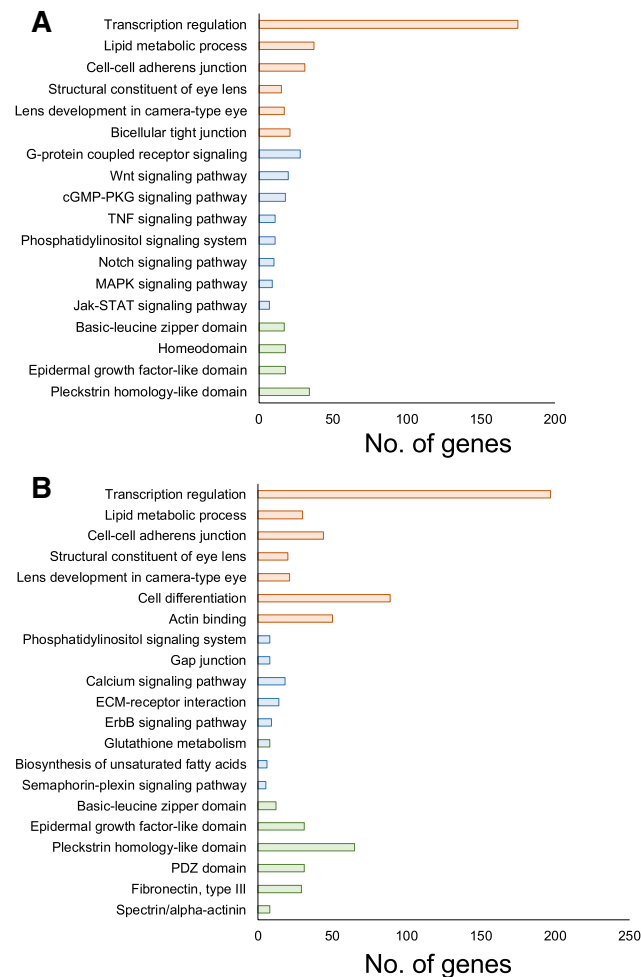 A
Transcription regulation
Lipid metabolic process
Cell-cell adherens junction
Structural constituent of eye lens
Lens development in camera-type eye
Bicellular tight junction
G-protein coupled receptor signaling
Wnt signaling pathway
cGMP-PKG signaling pathway
TNF signaling pathway
Phosphatidylinositol signaling system
Notch signaling pathway
MAPK signaling pathway
Jak-STAT signaling pathway
Basic-leucine zipper domain
Homeodomain
Epidermal growth factor-like domain
Pleckstrin homology-like domain
0 50 100 150 200
No. of genes
B
Transcription regulation
Lipid metabolic process
Cell-cell adherens junction
Structural constituent of eye lens
Lens development in camera-type eye
Cell differentiation
Actin binding
Phosphatidylinositol signaling system
Gap junction
Calcium signaling pathway
ECM-receptor interaction
ErbB signaling pathway
Glutathione metabolism
Biosynthesis of unsaturated fatty acids
Semaphorin-plexin signaling pathway
Basic-leucine zipper domain
Epidermal growth factor-like domain
Pleckstrin homology-like domain
PDZ domain
Fibronectin, type III
Spectrin/alpha-actinin
0 50 100 150 200 250
No. of genes